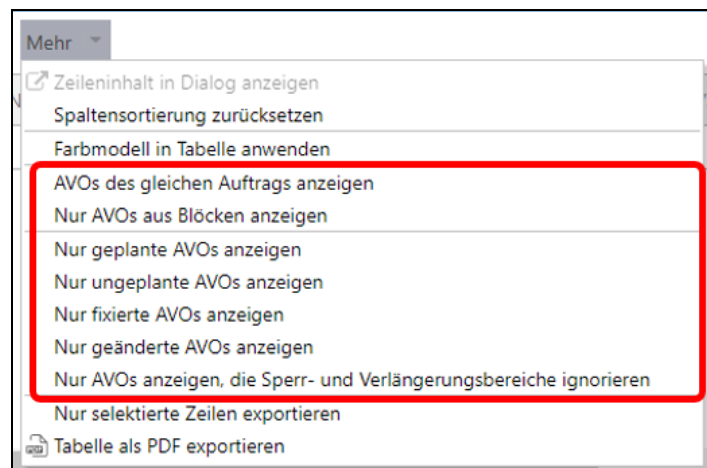 Mehr
Zeileninhalt in Dialog anzeigen
Spaltensortierung zurücksetzen
Farbmodell in Tabelle anwenden
AVOs des gleichen Auftrags anzeigen
Nur AVOs aus Blöcken anzeigen
Nur geplante AVOs anzeigen
Nur ungeplante AVOs anzeigen
Nur fixierte AVOs anzeigen
Nur geänderte AVOs anzeigen
Nur AVOs anzeigen, die Sperr- und Verlängerungsbereiche ignorieren
Nur selektierte Zeilen exportieren
Tabelle als PDF exportieren